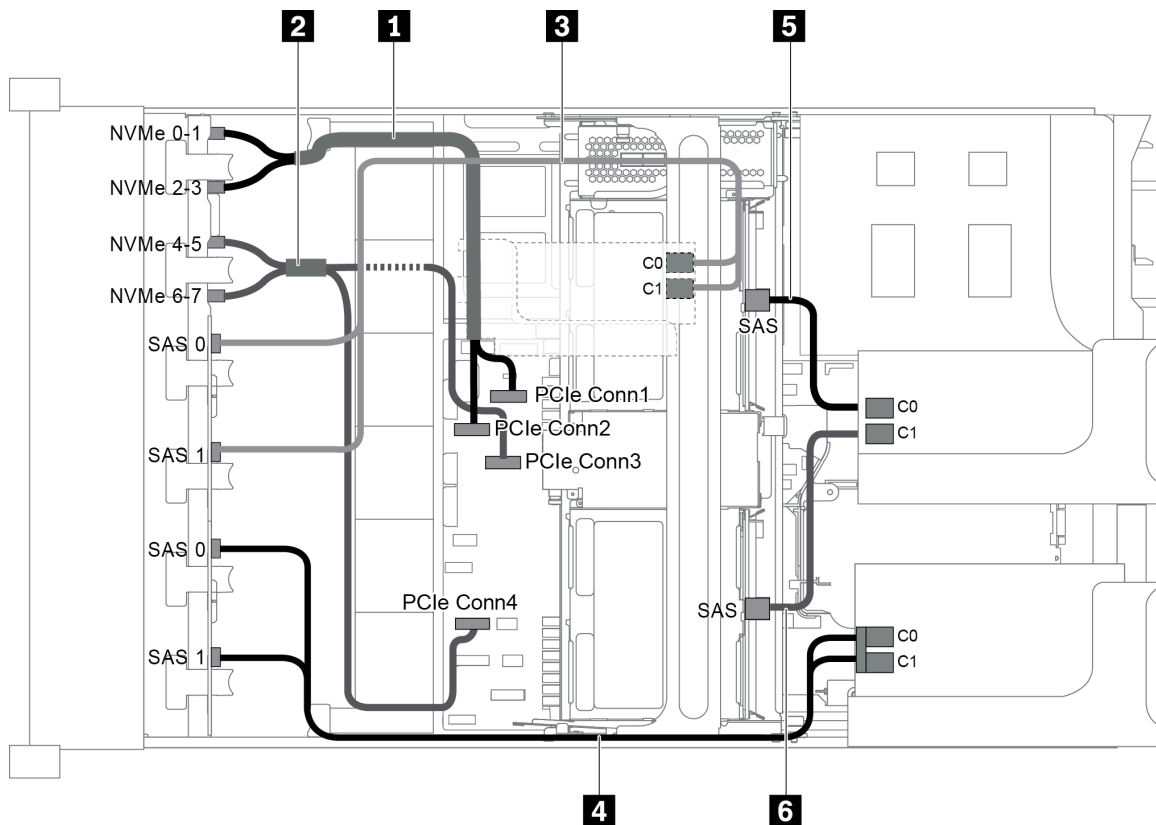 2
1
3
5
NVMe 0-1
NVMe 2-3
NVMe 4-5
NVMe 6-7
C0
C1
SAS
SAS 0
PCIe Conn1
C0
PCIe Conn2
C1
SAS 1
PCIe Conn3
SAS 0
PCIe Conn4
SAS
C0
SAS 1
C1
4
6